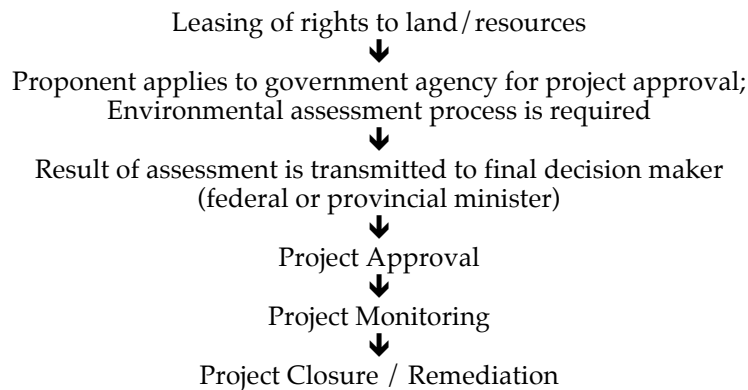 Leasing of rights to land/resources
Proponent applies to government agency for project approval;
Environmental assessment process is required
Result of assessment is transmitted to final decision maker
(federal or provincial minister)
Project Approval
Project Monitoring
Project Closure / Remediation